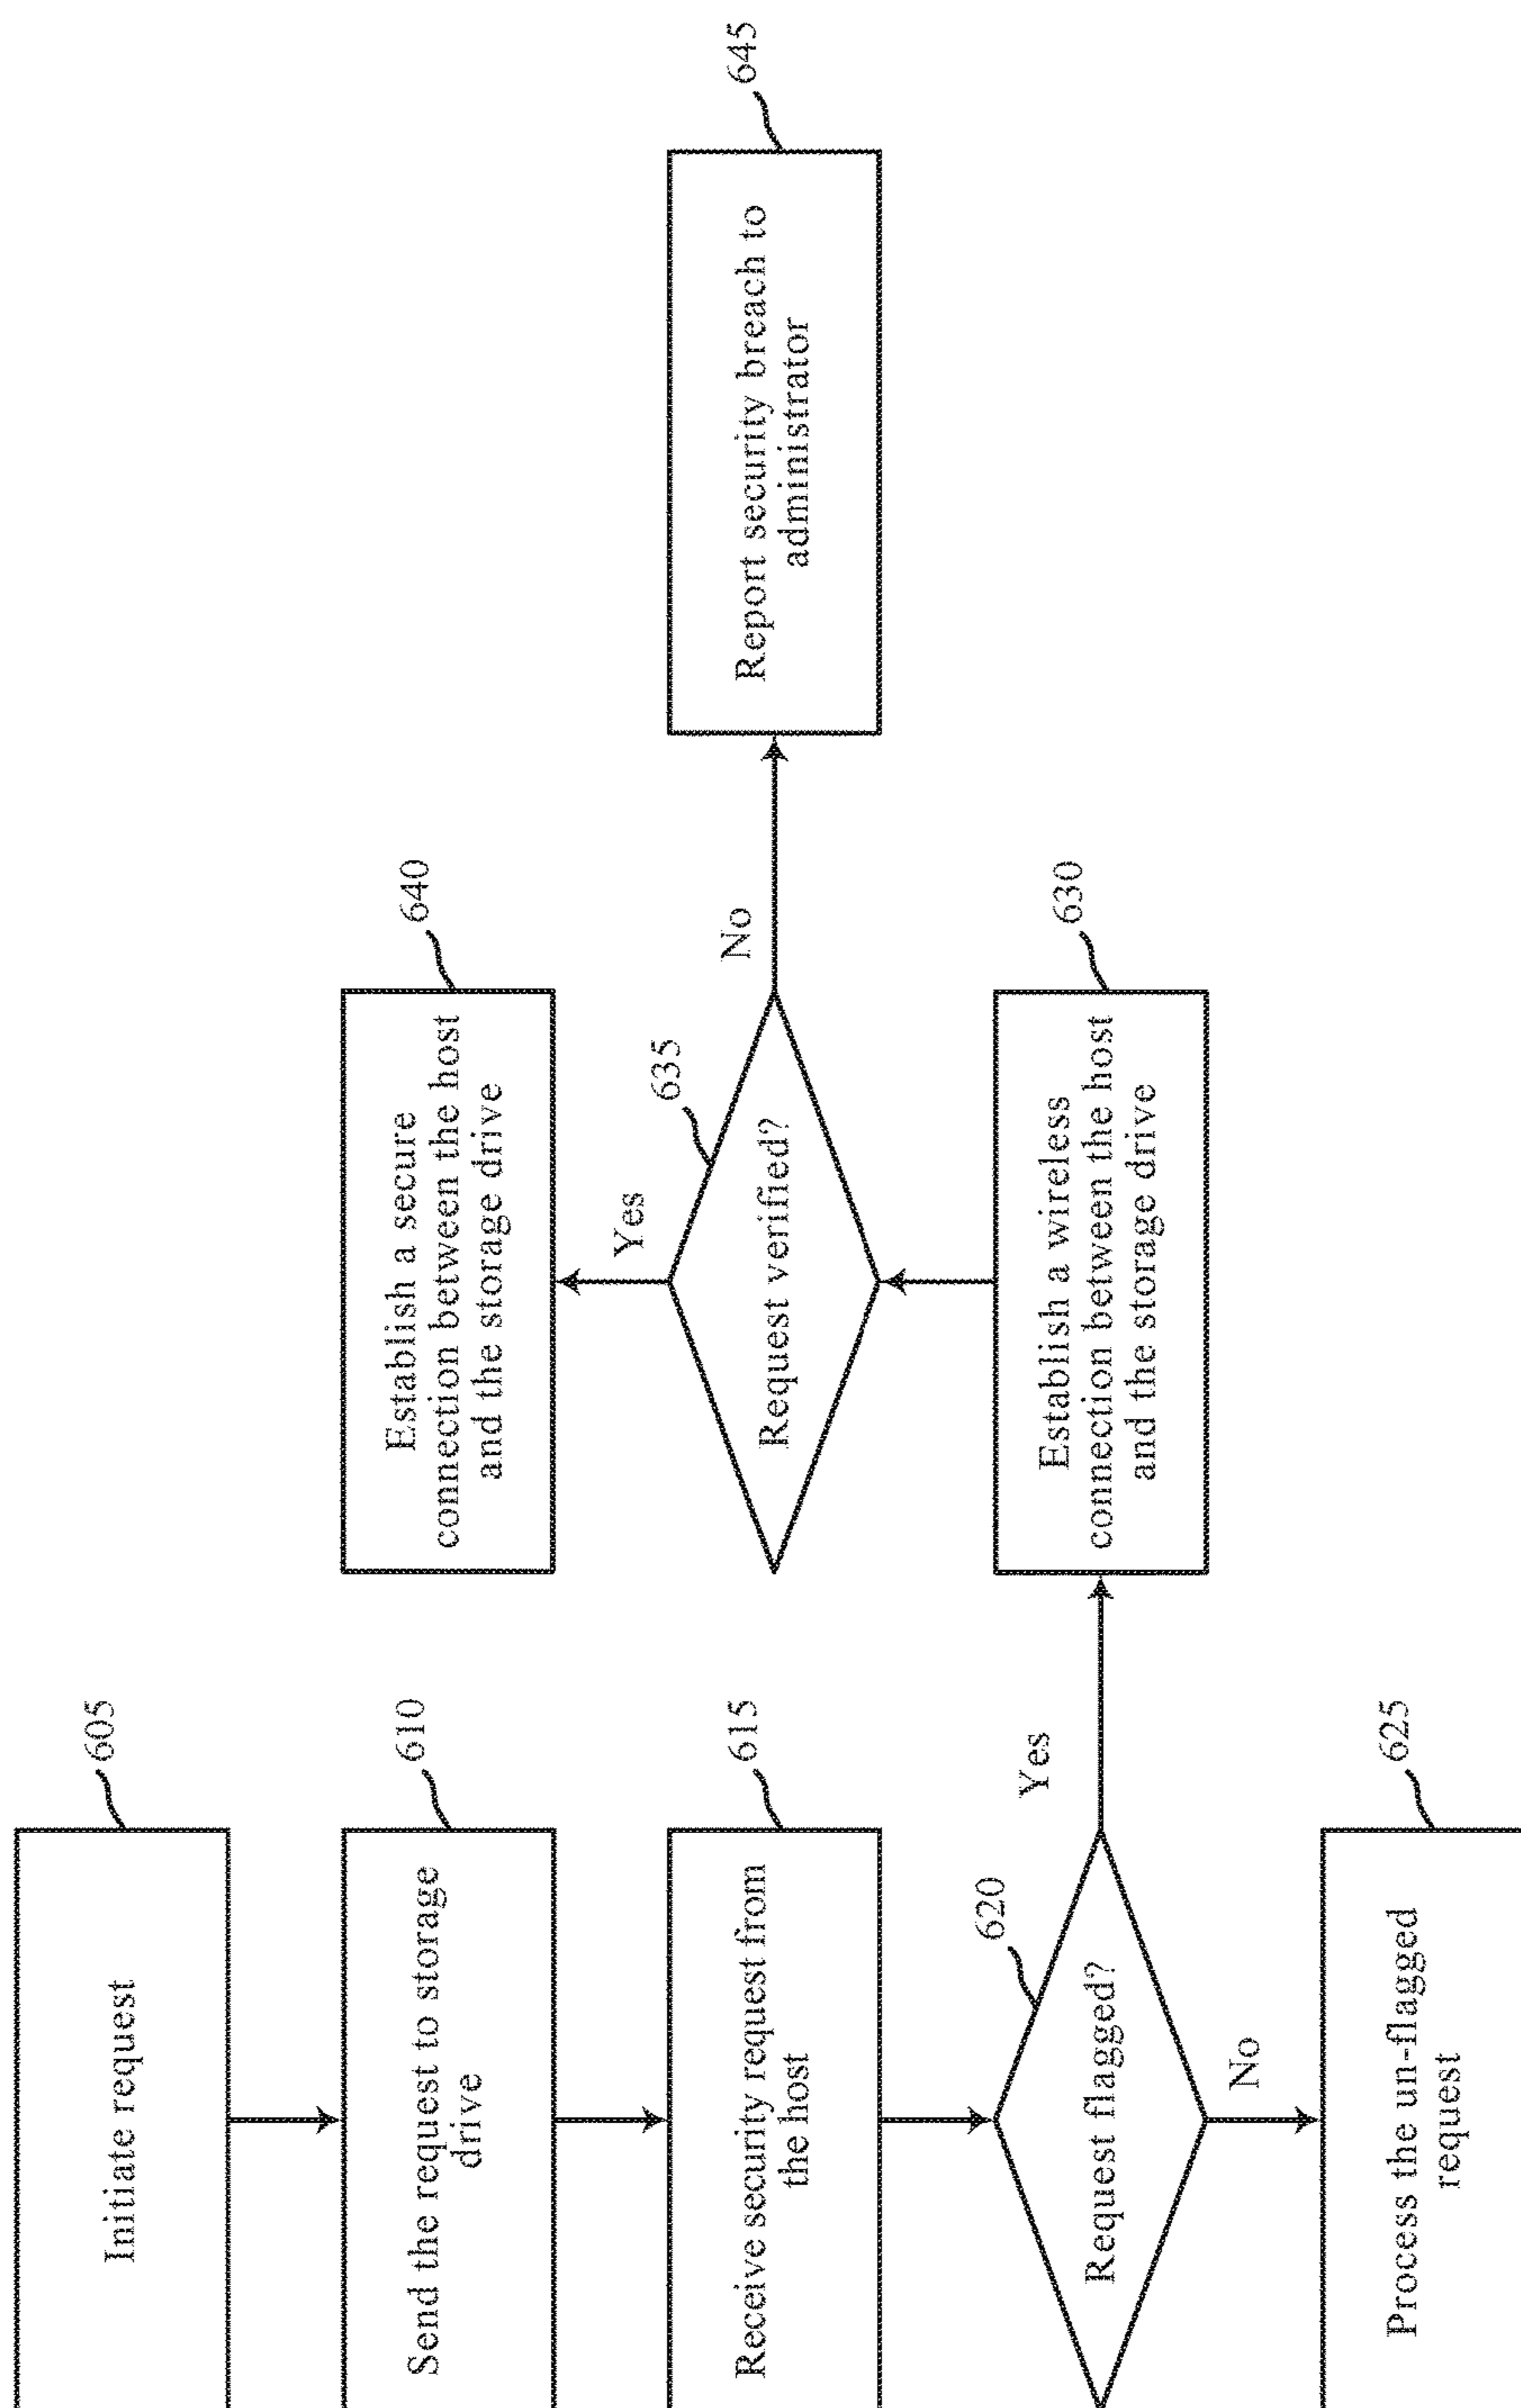 605
Initiate request
610
Send the request to storage
drive
615
Receive security request from
the host
620
Request flagged?
Yes
No
625
Process the un-flagged
request
630
Establish a wireless
connection between the host
and the storage drive
635
Request verified?
Yes
No
640
Establish a secure
connection between the host
and the storage drive
645
Report security breach to
administrator